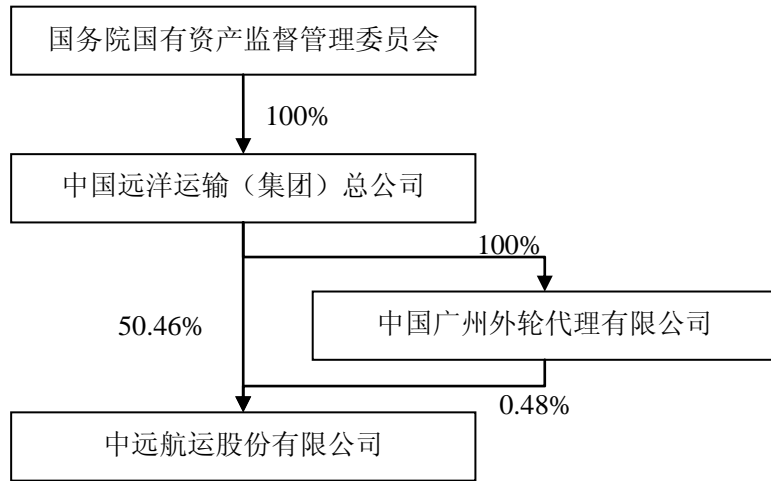 国务院国有资产监督管理委员会
100%
中国远洋运输（集团）总公司
100%
50.46%
中国广州外轮代理有限公司
0.48%
中远航运股份有限公司